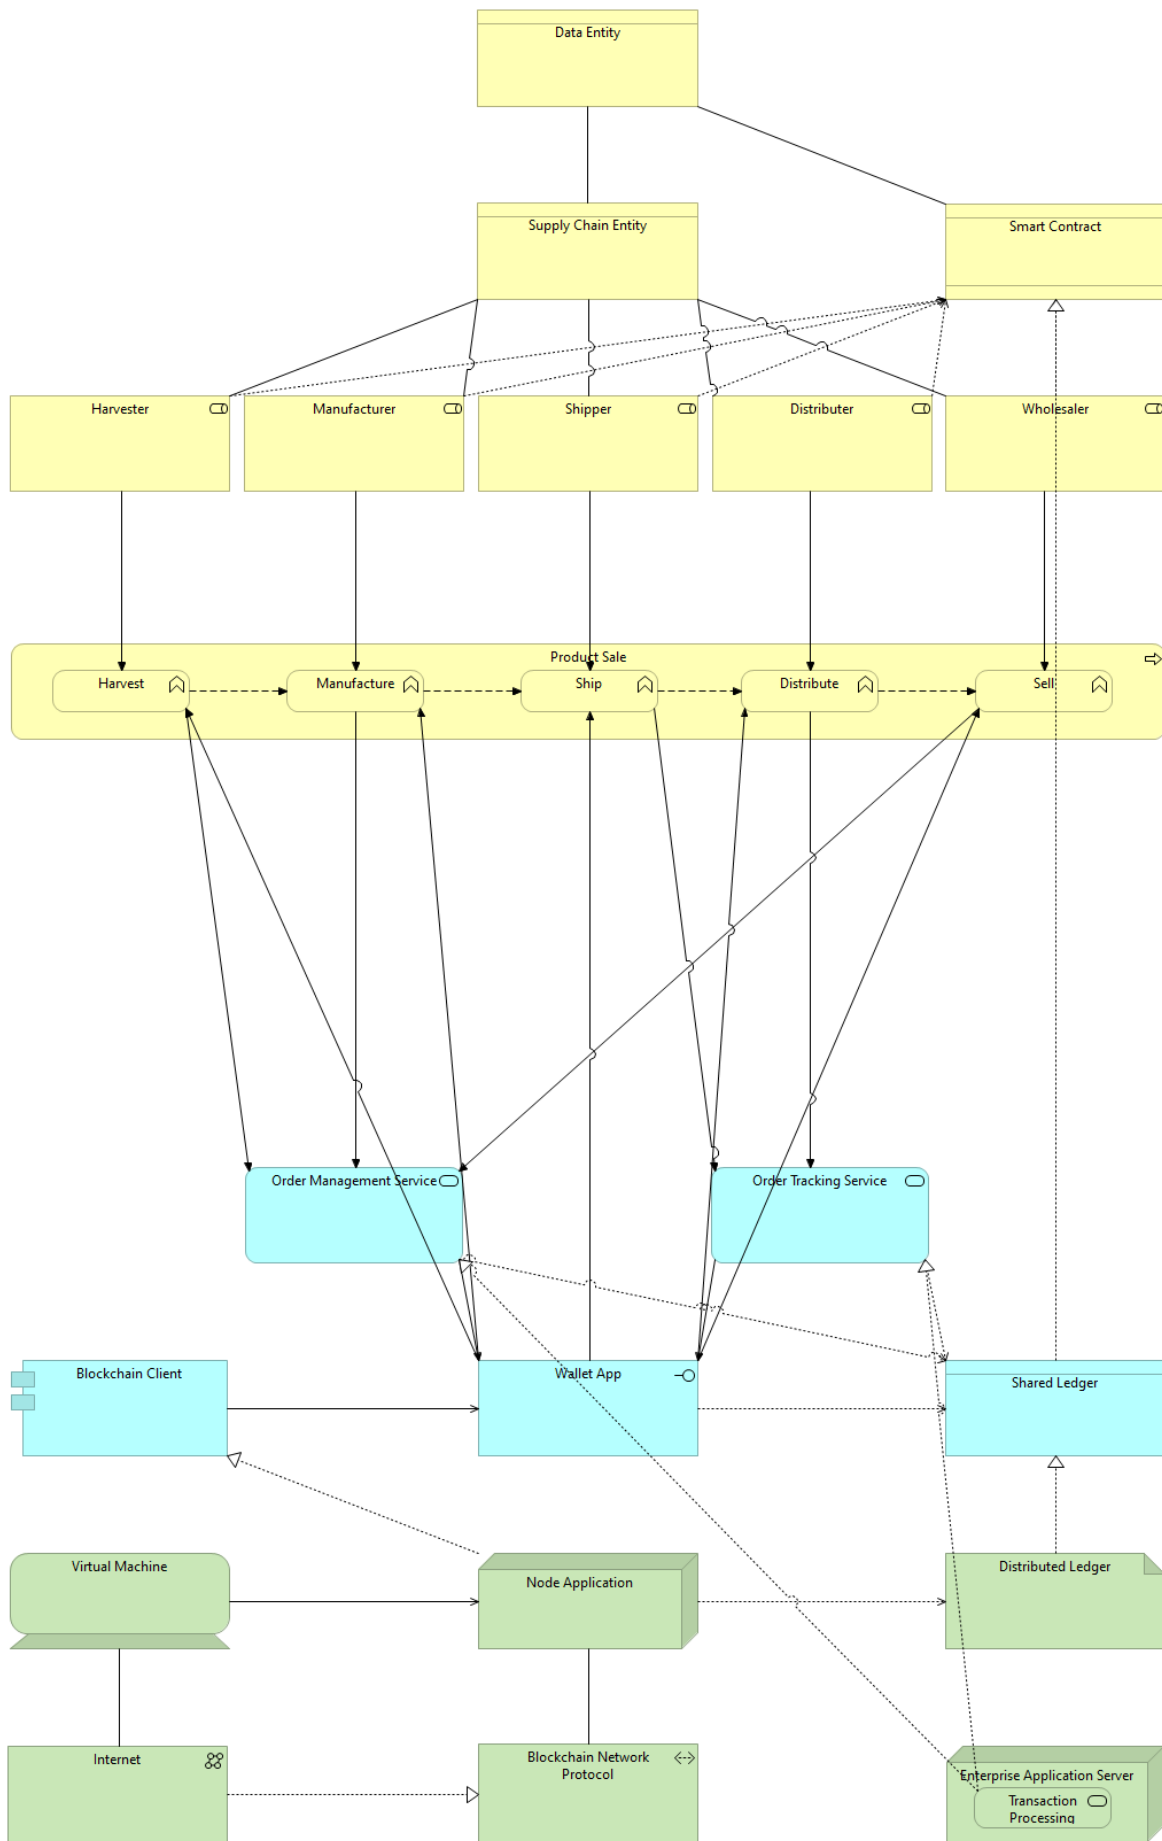 Data Entity
Supply Chain Entity
Smart Contract
Harvester
Manufacturer
Shipper
Distributer
Wholesaler
Product Sale
Harvest
Manufacture
Ship
Distribute
Sell
Order Management Service
Order Tracking Service
Blockchain Client
Wallet App
Shared Ledger
Virtual Machine
Node Application
Distributed Ledger
Internet
Blockchain Network
Protocol
Enterprise Application Server
Transaction
Processing